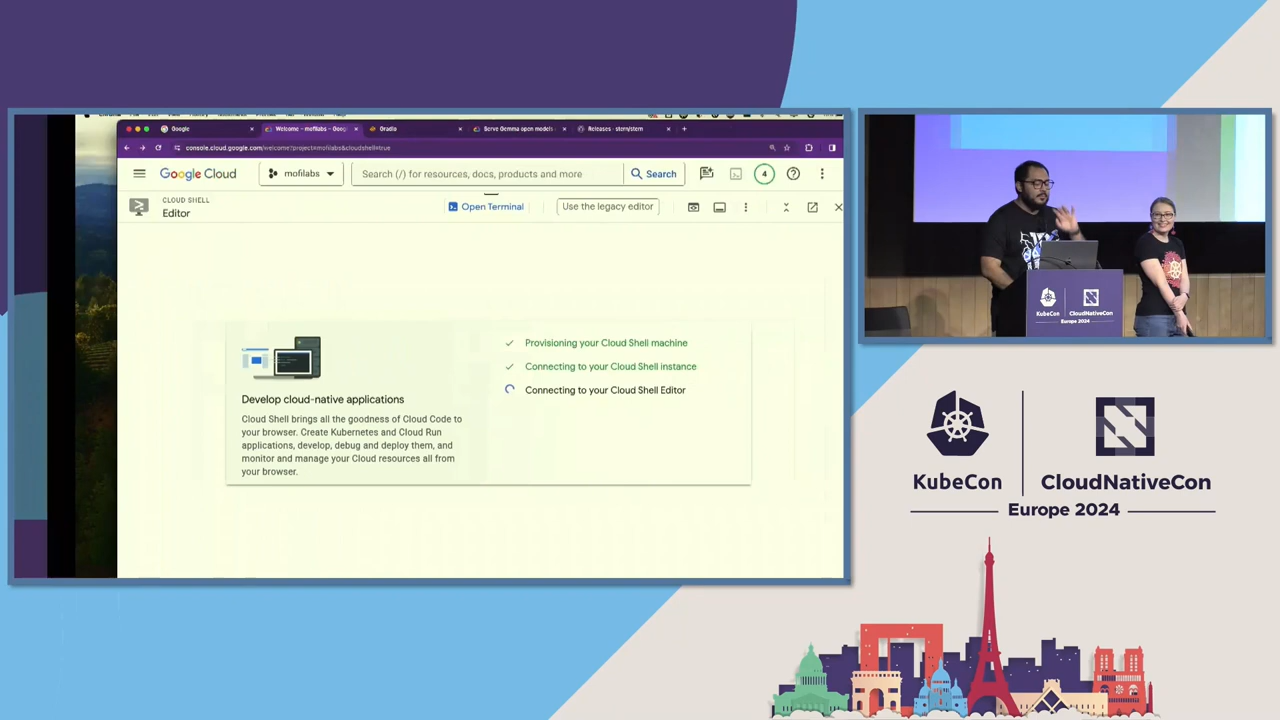 Google
Welcome – mofilabs – Goog
Gradio
Serve Gemma open models
Releases · stern/stern
console.cloud.google.com/welcome?project=mofilabs&cloudshell=true
Google Cloud
mofilabs
Search (/) for resources, docs, products and more
Search
4
CLOUD SHELL
Editor
Open Terminal
Use the legacy editor
Develop cloud-native applications
Cloud Shell brings all the goodness of Cloud Code to
your browser. Create Kubernetes and Cloud Run
applications, develop, debug and deploy them, and
monitor and manage your Cloud resources all from
your browser.
Provisioning your Cloud Shell machine
Connecting to your Cloud Shell instance
Connecting to your Cloud Shell Editor
KubeCon
CloudNativeCon
Europe 2024
KubeCon
CloudNativeCon
Europe 2024